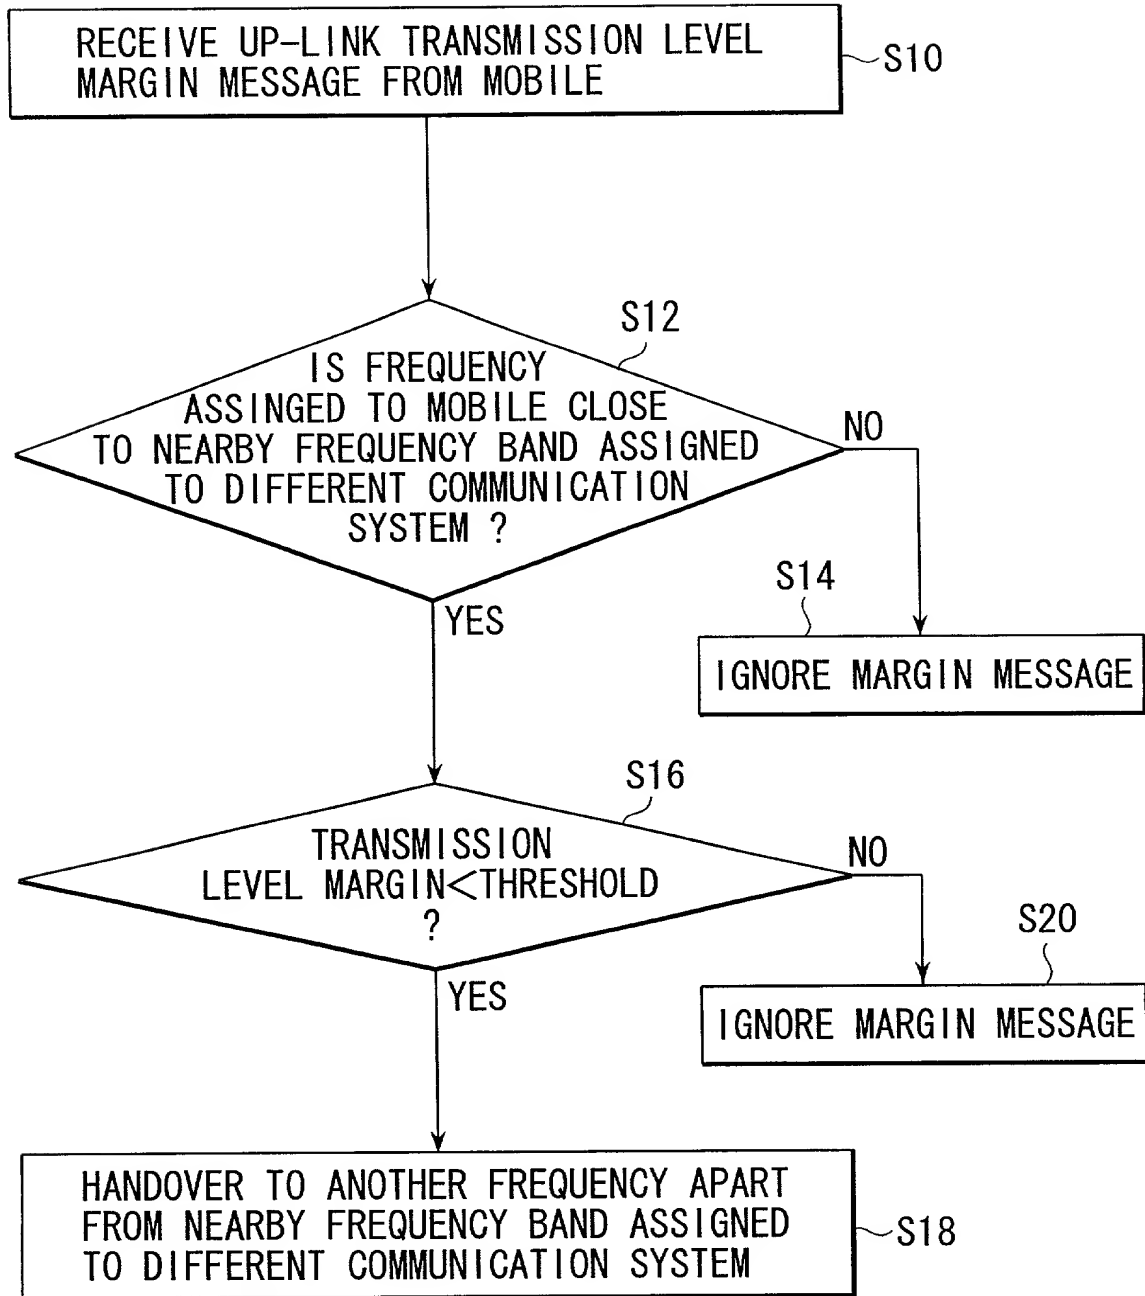 RECEIVE UP-LINK TRANSMISSION LEVEL
MARGIN MESSAGE FROM MOBILE
S10
S12
IS FREQUENCY
ASSINGED TO MOBILE CLOSE
TO NEARBY FREQUENCY BAND ASSIGNED
TO DIFFERENT COMMUNICATION
SYSTEM ?
NO
YES
S14
IGNORE MARGIN MESSAGE
S16
TRANSMISSION
LEVEL MARGIN<THRESHOLD
?
NO
YES
S20
IGNORE MARGIN MESSAGE
HANDOVER TO ANOTHER FREQUENCY APART
FROM NEARBY FREQUENCY BAND ASSIGNED
TO DIFFERENT COMMUNICATION SYSTEM
S18